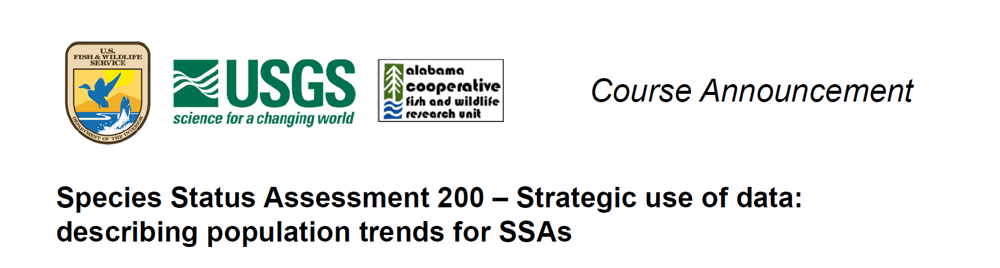 U.S.
FISH & WILDLIFE
SERVICE
DEPARTMENT OF THE INTERIOR
USGS
science for a changing world
alabama
cooperative
fish and wildlife
research unit
Course Announcement
Species Status Assessment 200 – Strategic use of data:
describing population trends for SSAs